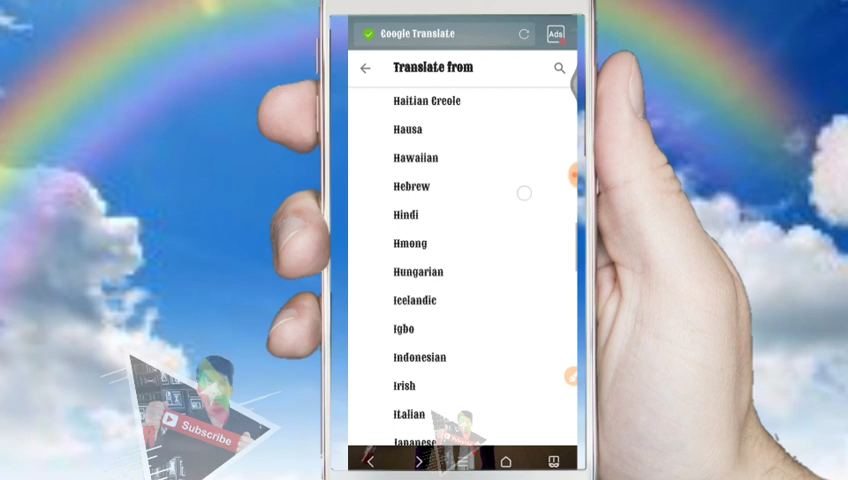 Google Translate
Ads
Translate from
Haitian Creole
Hausa
Hawaiian
Hebrew
Hindi
Hmong
Hungarian
Icelandic
Igbo
Indonesian
Irish
Italian
Japanese
Subscribe